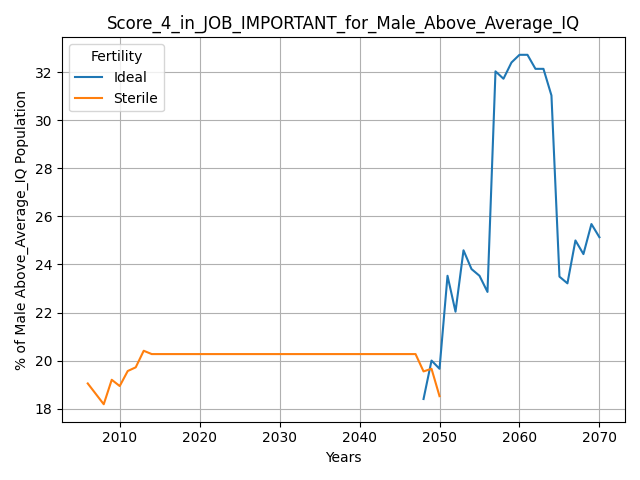 Score_4_in_JOB_IMPORTANT_for_Male_Above_Average_IQ
% of Male Above_Average_IQ Population
Fertility
Ideal
Sterile
32
30
28
26
24
22
20
18
2010 2020 2030 2040 2050 2060 2070
Years